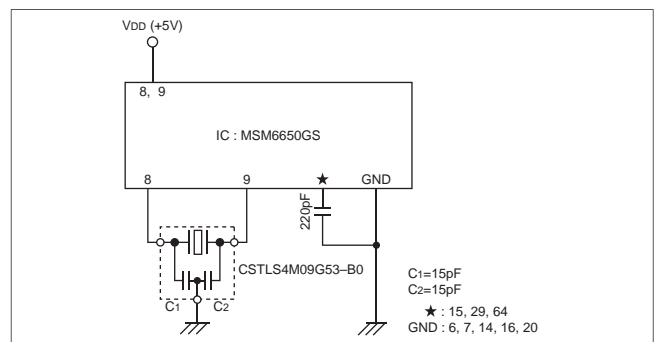 VDD (+5V)
8, 9
IC : MSM6650GS
8 9 ★ GND
220pF
CSTLS4M09G53–B0
C1 C2
C1=15pF
C2=15pF
★ : 15, 29, 64
GND : 6, 7, 14, 16, 20